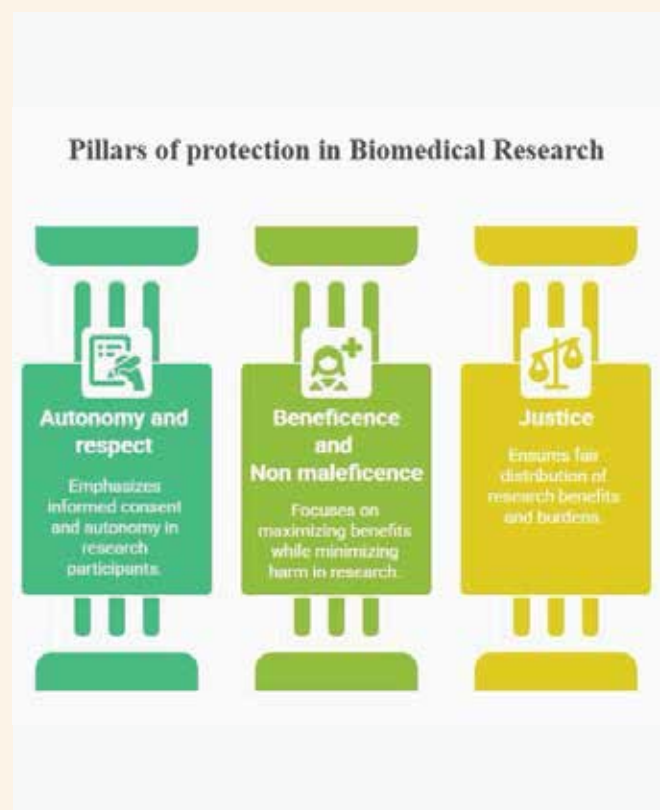 Pillars of protection in Biomedical Research
Autonomy and
respect
Emphasizes
informed consent
and autonomy in
research
participants.
Beneficence
and
Non maleficence
Focuses on
maximizing benefits
while minimizing
harm in research.
Justice
Ensures fair
distribution of
research benefits
and burdens.